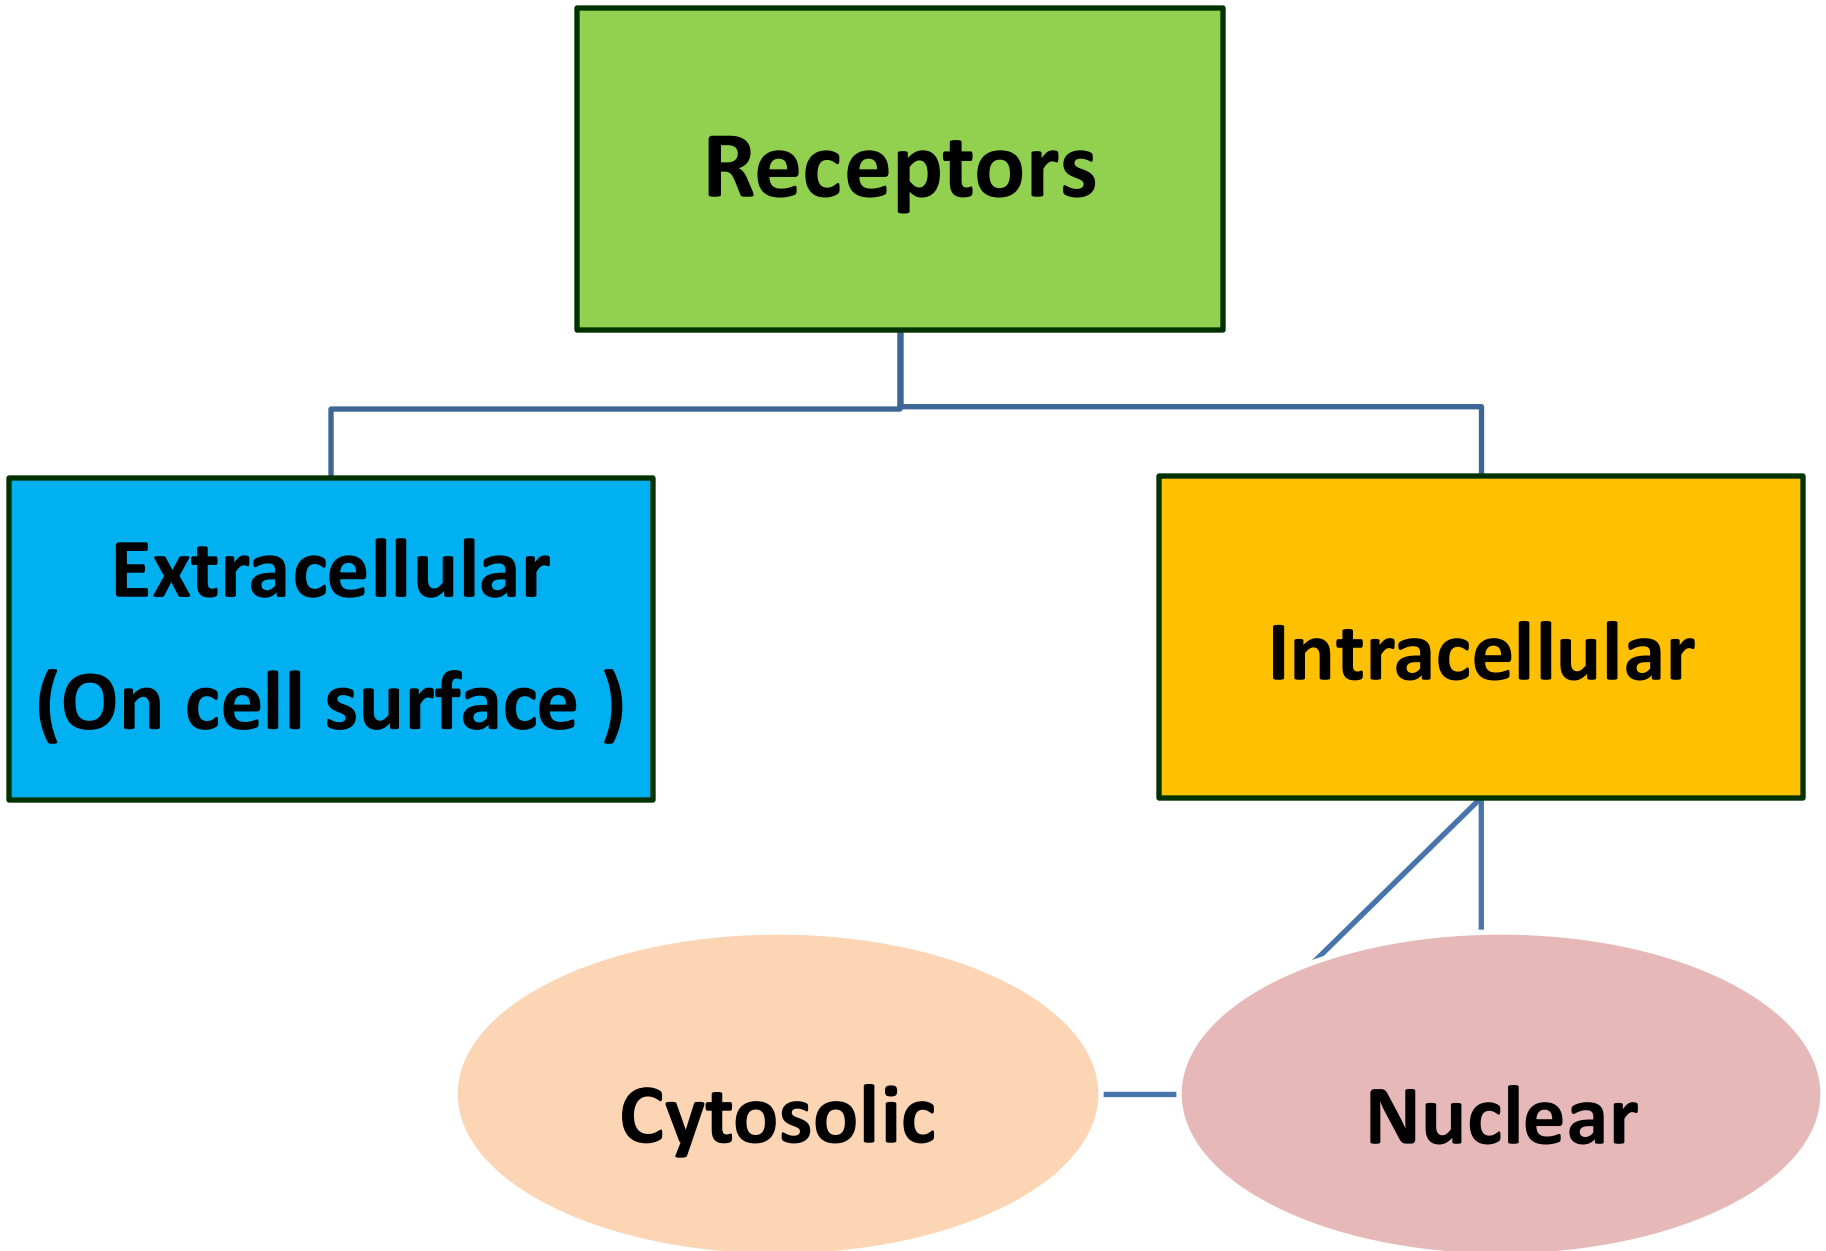 Receptors
Extracellular
(On cell surface )
Intracellular
Cytosolic
Nuclear